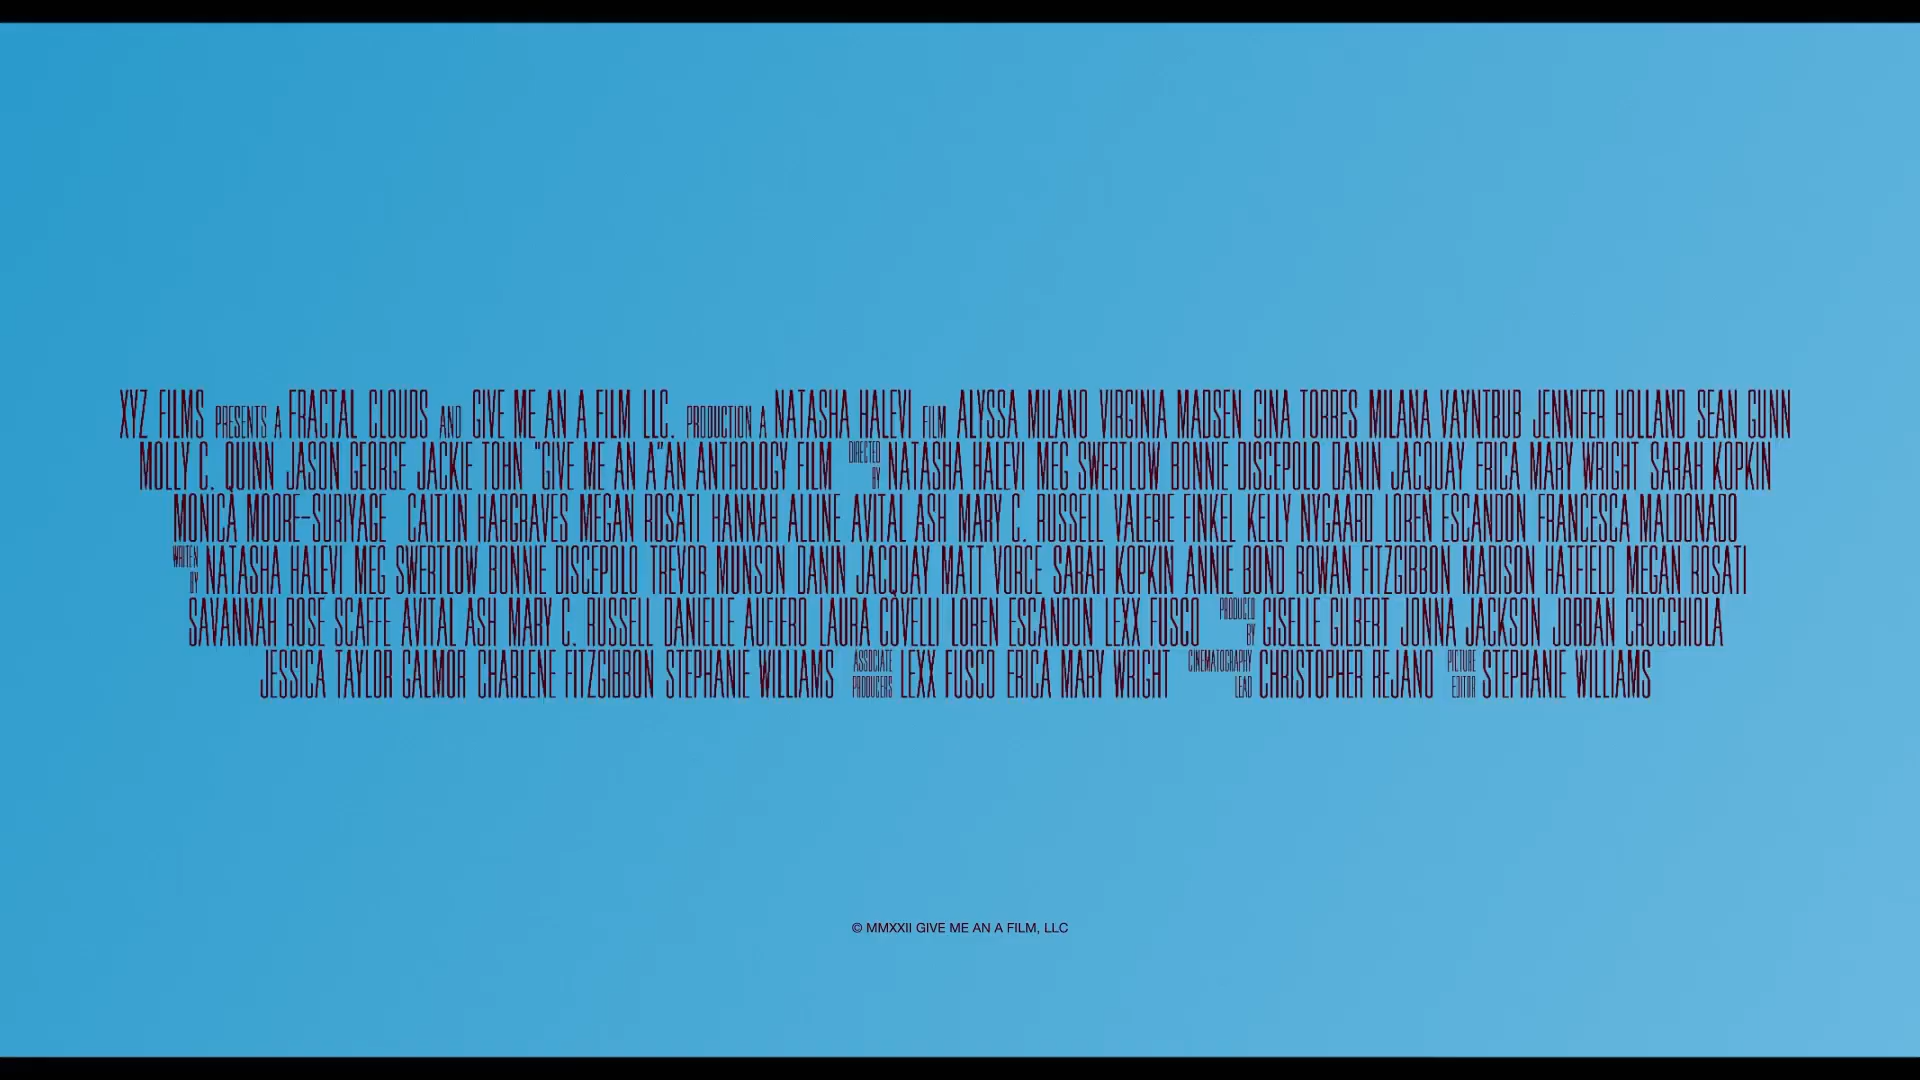 XYZ FILMS PRESENTS A FRACTAL CLOUDS AND GIVE ME AN A FILM LLC. PRODUCTION A NATASHA HALEVI FILM ALYSSA MILANO VIRGINIA MADSEN GINA TORRES MILANA VAYNTRUB JENNIFER HOLLAND SEAN GUNN
MOLLY C. QUINN JASON GEORGE JACKIE TOHN "GIVE ME AN A"AN ANTHOLOGY FILM DIRECTED BY NATASHA HALEVI MEG SWERTLOW BONNIE DISCEPOLO DANIN JACQUAY ERICA MARY WRIGHT SARAH KOPKIN
MONICA MOORE-SURIYAGE CAITLIN HARGRAVES MEGAN ROSATI HANNAH ALLINE AVITAL ASH MARY C. RUSSELL VALERIE FINKEL KELLY NYGAARD LOREN ESCANDON FRANCESCA MALDONADO
WRITTEN BY NATASHA HALEVI MEG SWERTLOW BONNIE DISCEPOLO TREVOR MUNSON DANIN JACQUAY MATT VORCE SARAH KOPKIN ANNIE BOND ROWAN FITZGIBBON MADISON HATFIELD MEGAN ROSATI
SAVANNAH ROSE SCAFFE AVITAL ASH MARY C. RUSSELL DANIELLE AUFIERO LAURA COVELLI LOREN ESCANDON LEXX FUSCO PRODUCED BY GISELLE GILBERT JONNA JACKSON JORDAN CRUCCHIOLA
JESSICA TAYLOR GALMOR CHARLENE FITZGIBBON STEPHANIE WILLIAMS ASSOCIATE PRODUCERS LEXX FUSCO ERICA MARY WRIGHT CINEMATOGRAPHY LEAD CHRISTOPHER REJANO PICTURE EDITOR STEPHANIE WILLIAMS
© MMXXII GIVE ME AN A FILM, LLC